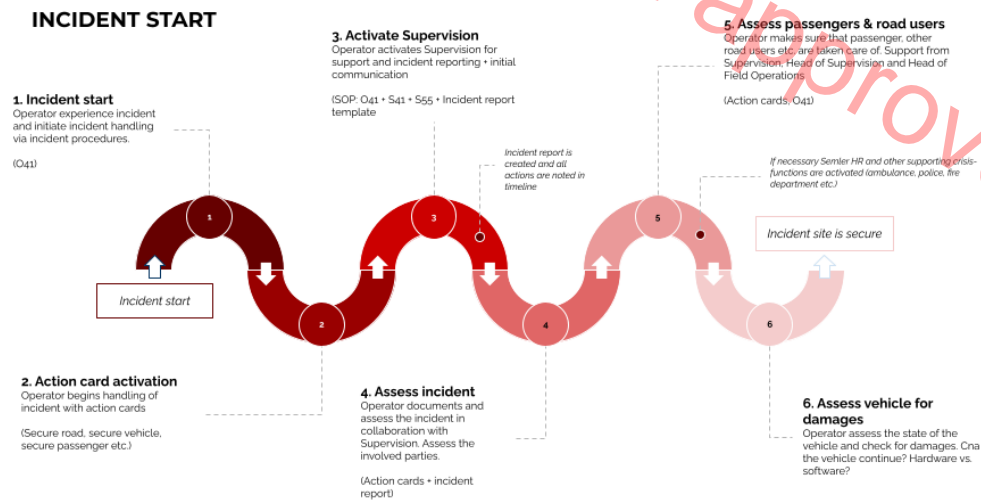 INCIDENT START
1. Incident start
Operator experience incident
and initiate incident handling
via incident procedures.
(O41)
3. Activate Supervision
Operator activates Supervision for
support and incident reporting + initial
communication
(SOP: O41 + S41 + S55 + Incident report
template
5. Assess passengers & road users
Operator makes sure that passenger, other
road users etc. are taken care of. Support from
Supervision, Head of Supervision and Head of
Field Operations
(Action cards, O41)
approv
Incident report is
created and all
actions are noted in
timeline
If necessary Semler HR and other supporting crisis-
functions are activated (ambulance, police, fire
department etc.)
1
3
5
Incident site is secure
Incident start
2
4
6
2. Action card activation
Operator begins handling of
incident with action cards
(Secure road, secure vehicle,
secure passenger etc.)
4. Assess incident
Operator documents and
assess the incident in
collaboration with
Supervision. Assess the
involved parties.
(Action cards + incident
report)
6. Assess vehicle for
damages
Operator assess the state of the
vehicle and check for damages. Cna
the vehicle continue? Hardware vs.
software?